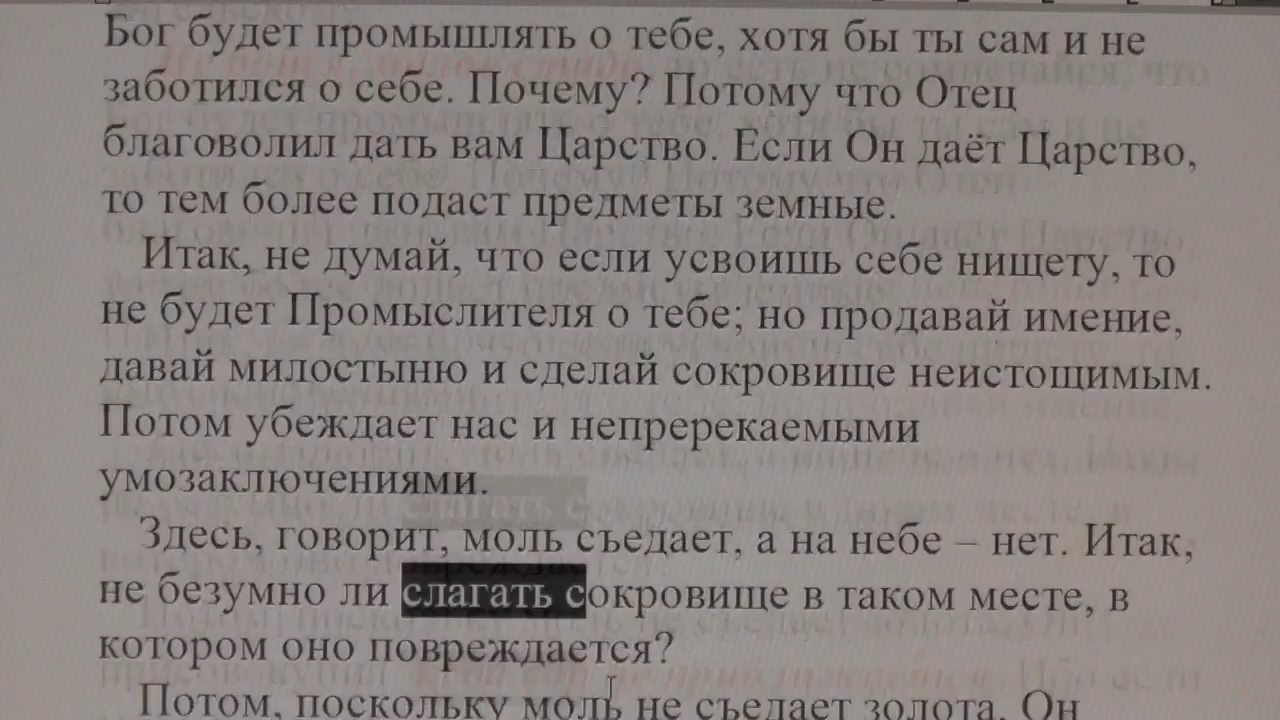 Бог будет промышлять о тебе, хотя бы ты сам и не
заботился о себе. Почему? Потому что Отец
благоволил дать вам Царство. Если Он даёт Царство,
то тем более подаст предметы земные.
Итак, не думай, что если усвоишь себе нищету, то
не будет Промыслителя о тебе; но продавай имение,
давай милостыню и сделай сокровище неистощимым.
Потом убеждает нас и непререкаемыми
умозаключениями.
Здесь, говорит, моль съедает, а на небе – нет. Итак,
не безумно ли слагать сокровище в таком месте, в
котором оно повреждается?
Потом, поскольку моль не съедает золота, Он